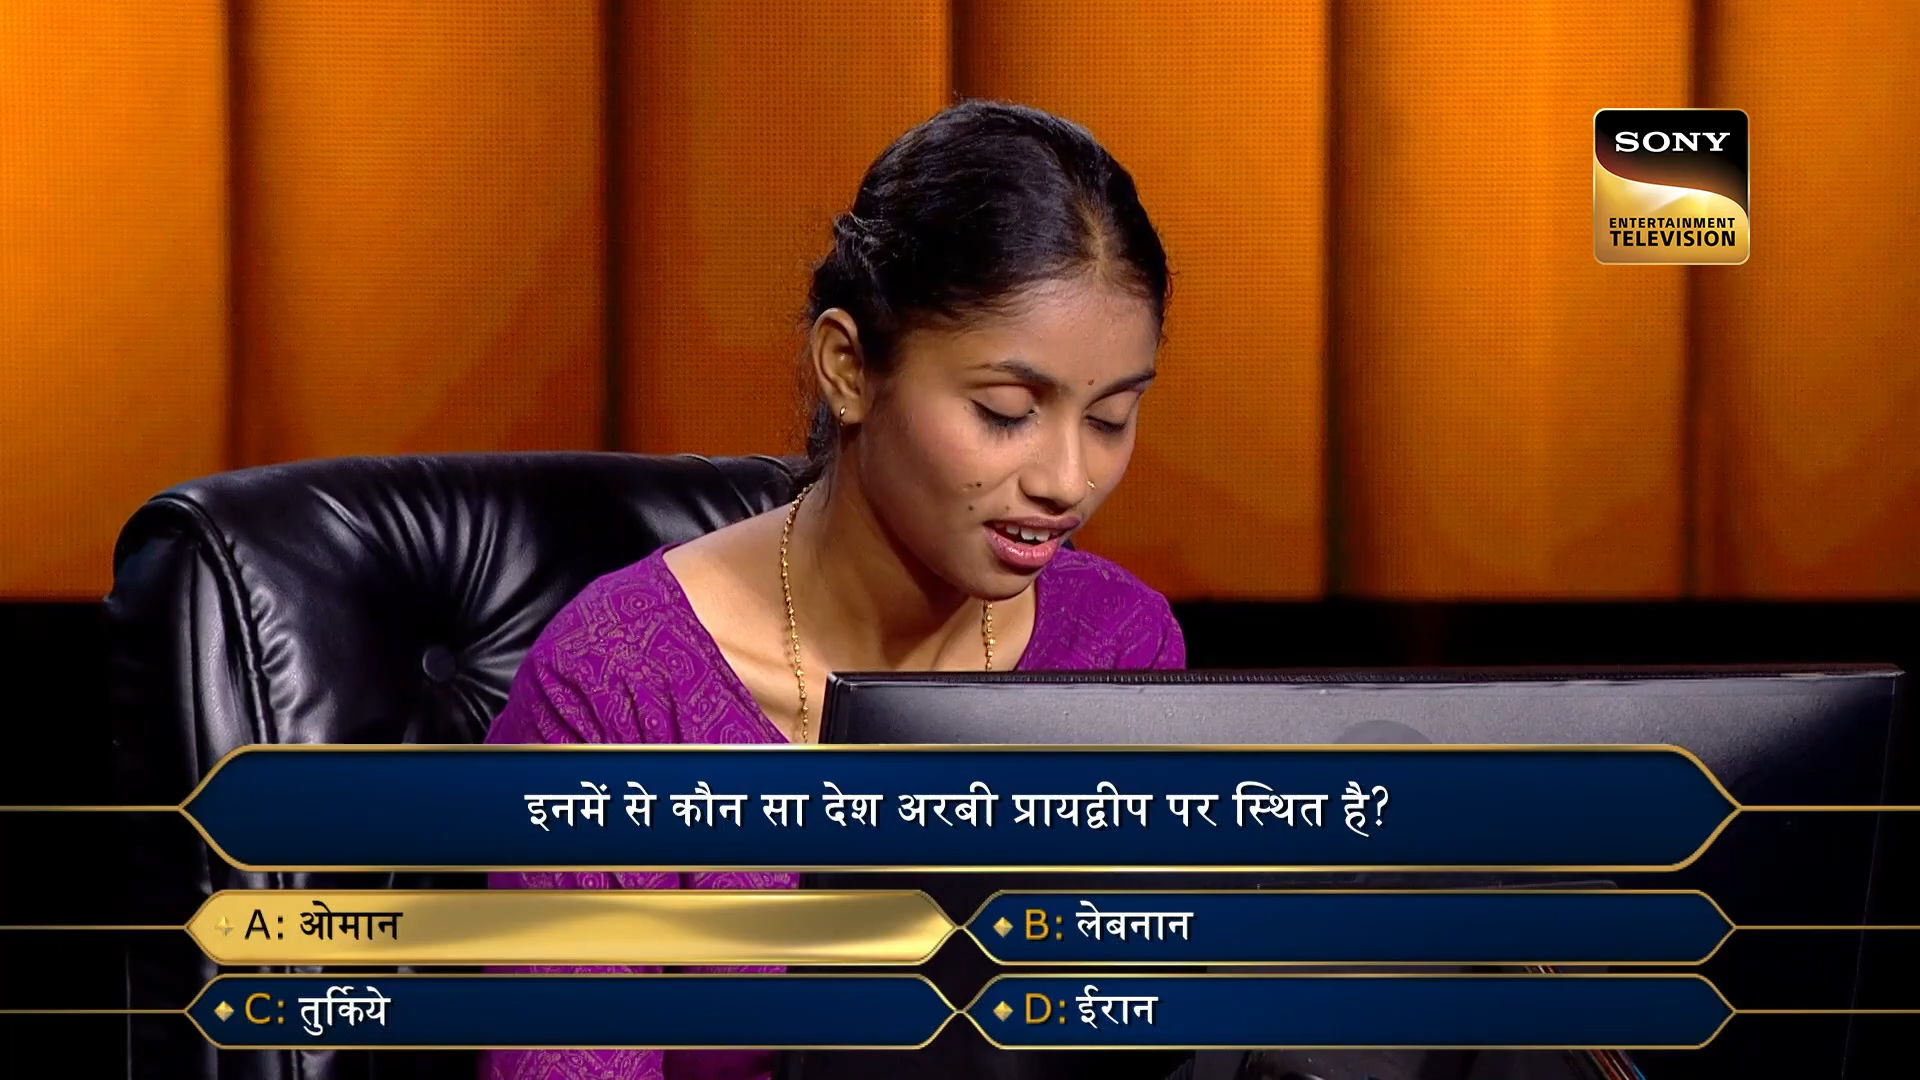 SONY
ENTERTAINMENT
TELEVISION
इनमें से कौन सा देश अरबी प्रायद्वीप पर स्थित है?
A: ओमान
B: लेबनान
C: तुर्किये
D: ईरान